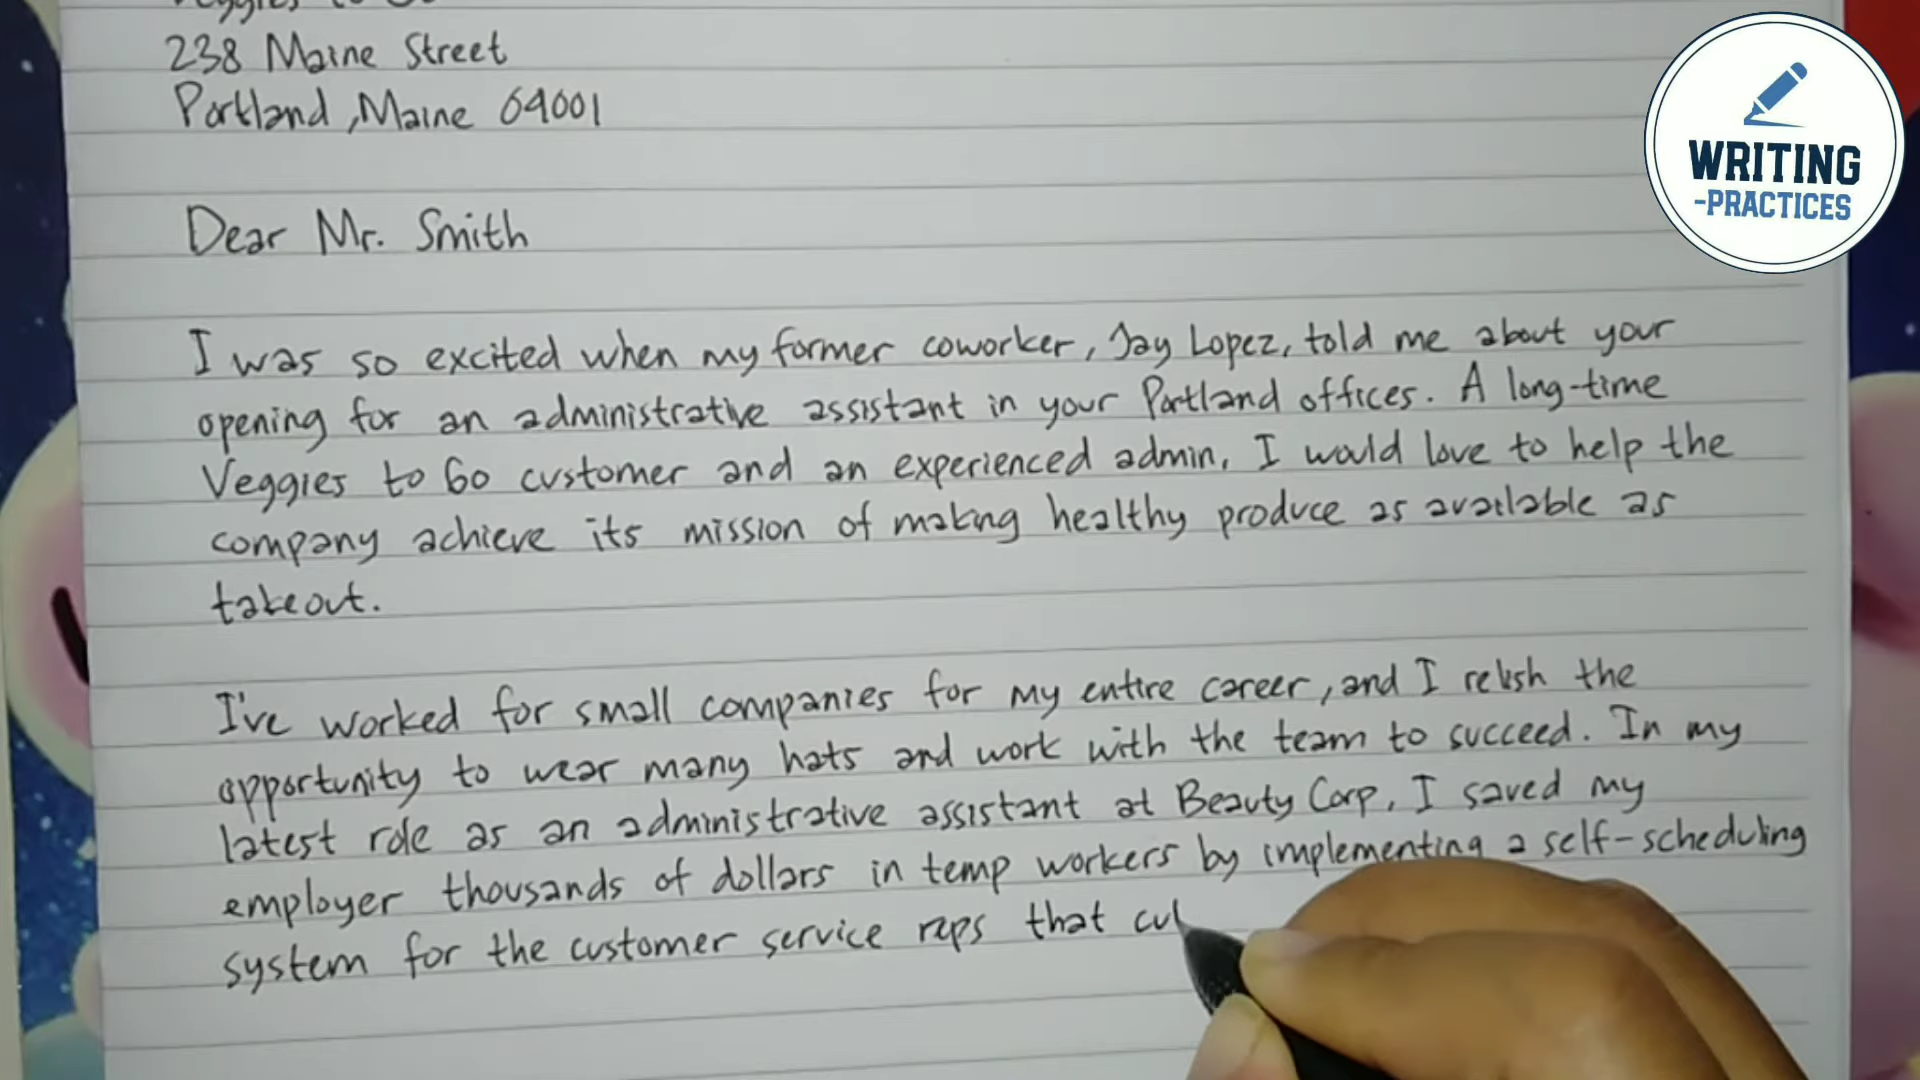 Veggies to Go
238 Maine Street
Portland, Maine 04001
Dear Mr. Smith
I was so excited when my former coworker, Jay Lopez, told me about your
opening for an administrative assistant in your Portland offices. A long-time
Veggies to Go customer and an experienced admin, I would love to help the
company achieve its mission of making healthy produce as available as
takeout.
I've worked for small companies for my entire career, and I relish the
opportunity to wear many hats and work with the team to succeed. In my
latest role as an administrative assistant at Beauty Corp, I saved my
employer thousands of dollars in temp workers by implementing a self-scheduling
system for the customer service reps that cu
WRITING
-PRACTICES